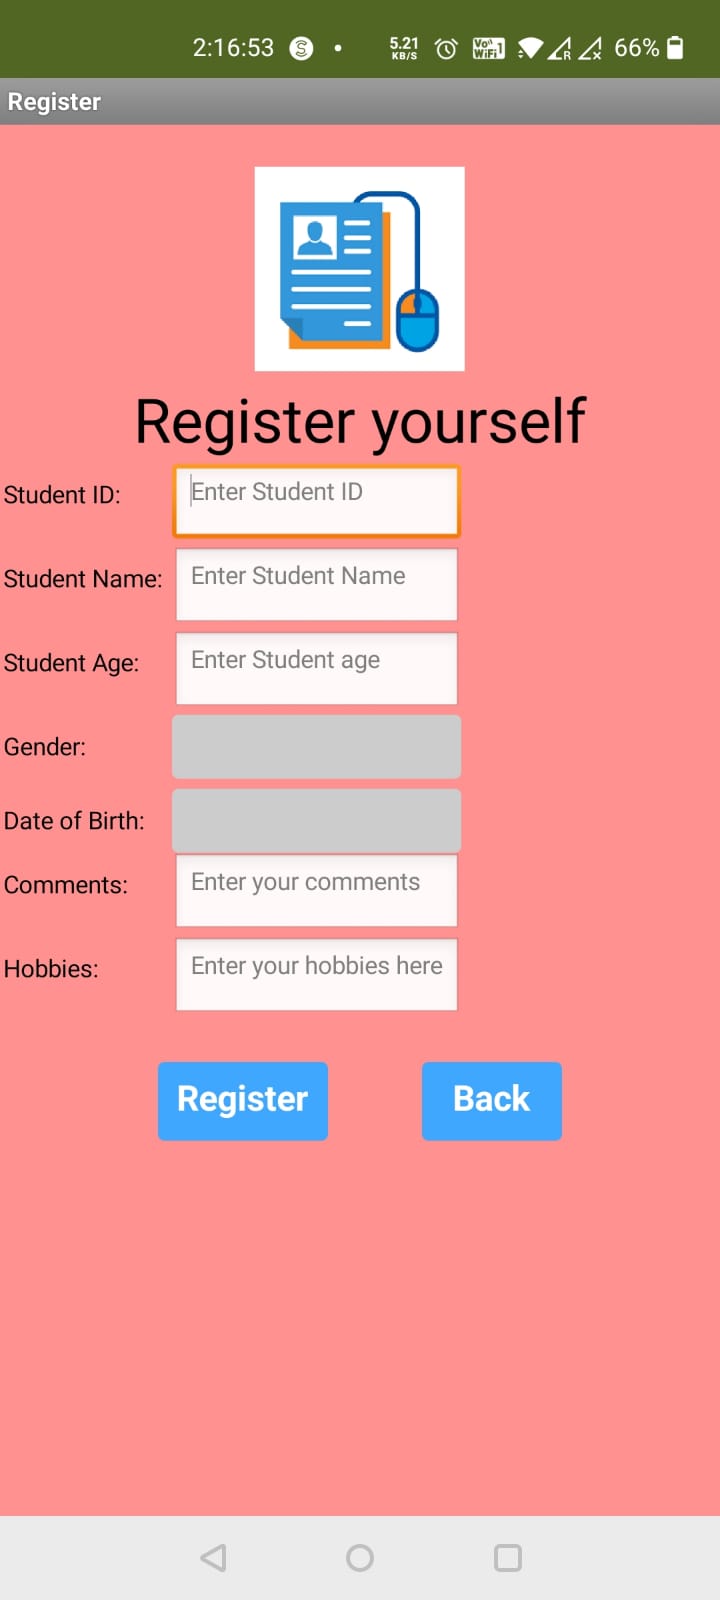 2:16:53 S 5.21 KB/S Vo WiFi 1 R x 66%
Register
Register yourself
Student ID: Enter Student ID
Student Name: Enter Student Name
Student Age: Enter Student age
Gender:
Date of Birth:
Comments: Enter your comments
Hobbies: Enter your hobbies here
Register Back